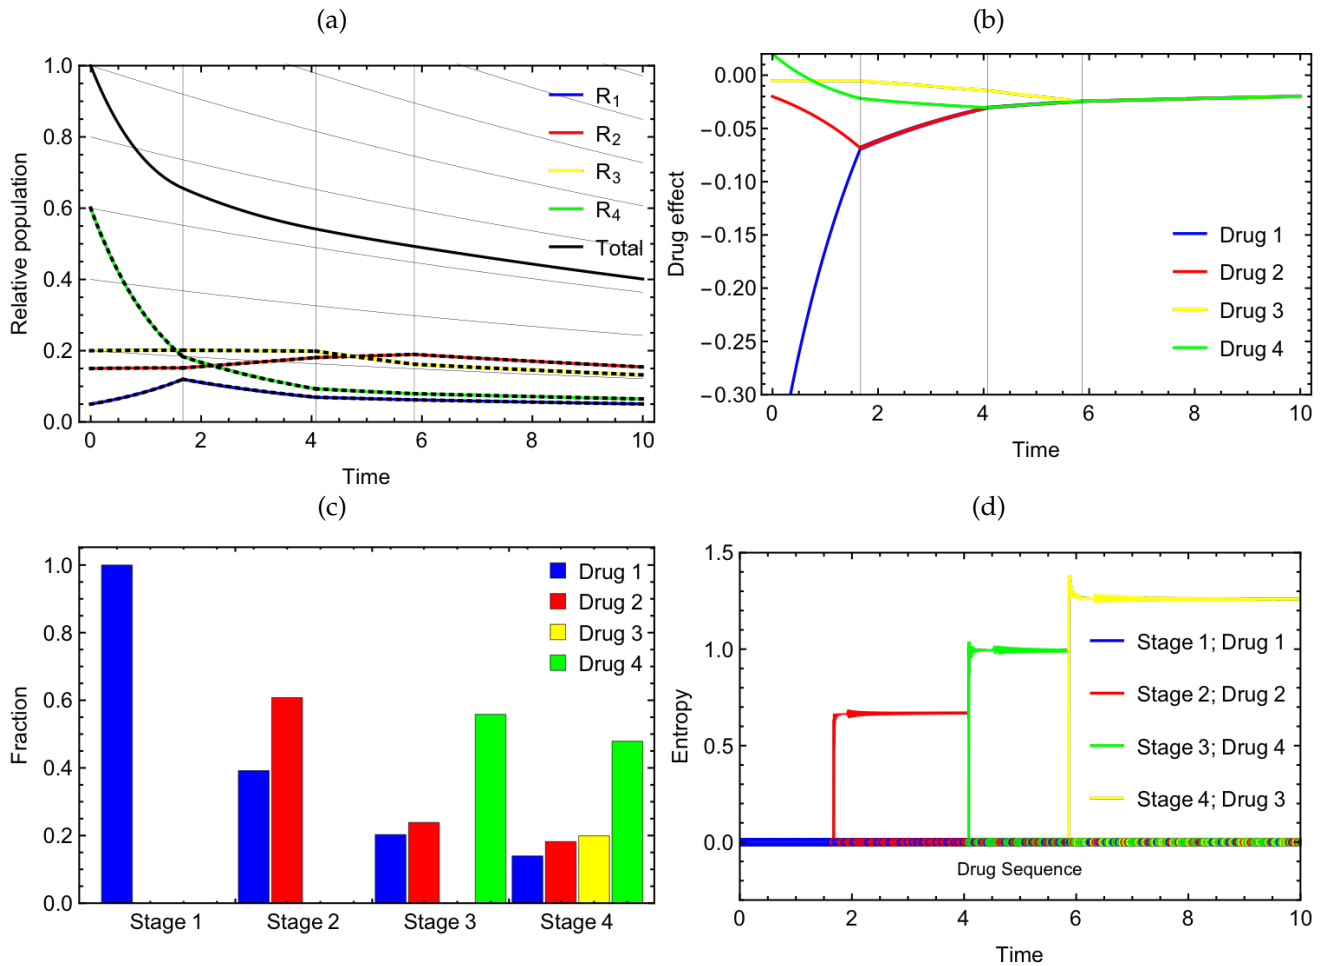 (a)
1.0
0.8
0.6
0.4
0.2
0.0
Relative population
R1
R2
R3
R4
Total
0 2 4 6 8 10
Time
(b)
0.00
−0.05
−0.10
−0.15
−0.20
−0.25
−0.30
Drug effect
Drug 1
Drug 2
Drug 3
Drug 4
0 2 4 6 8 10
Time
(c)
1.0
0.8
0.6
0.4
0.2
0.0
Fraction
Drug 1
Drug 2
Drug 3
Drug 4
Stage 1 Stage 2 Stage 3 Stage 4
(d)
1.5
1.0
0.5
0.0
Entropy
Stage 1; Drug 1
Stage 2; Drug 2
Stage 3; Drug 4
Stage 4; Drug 3
Drug Sequence
0 2 4 6 8 10
Time